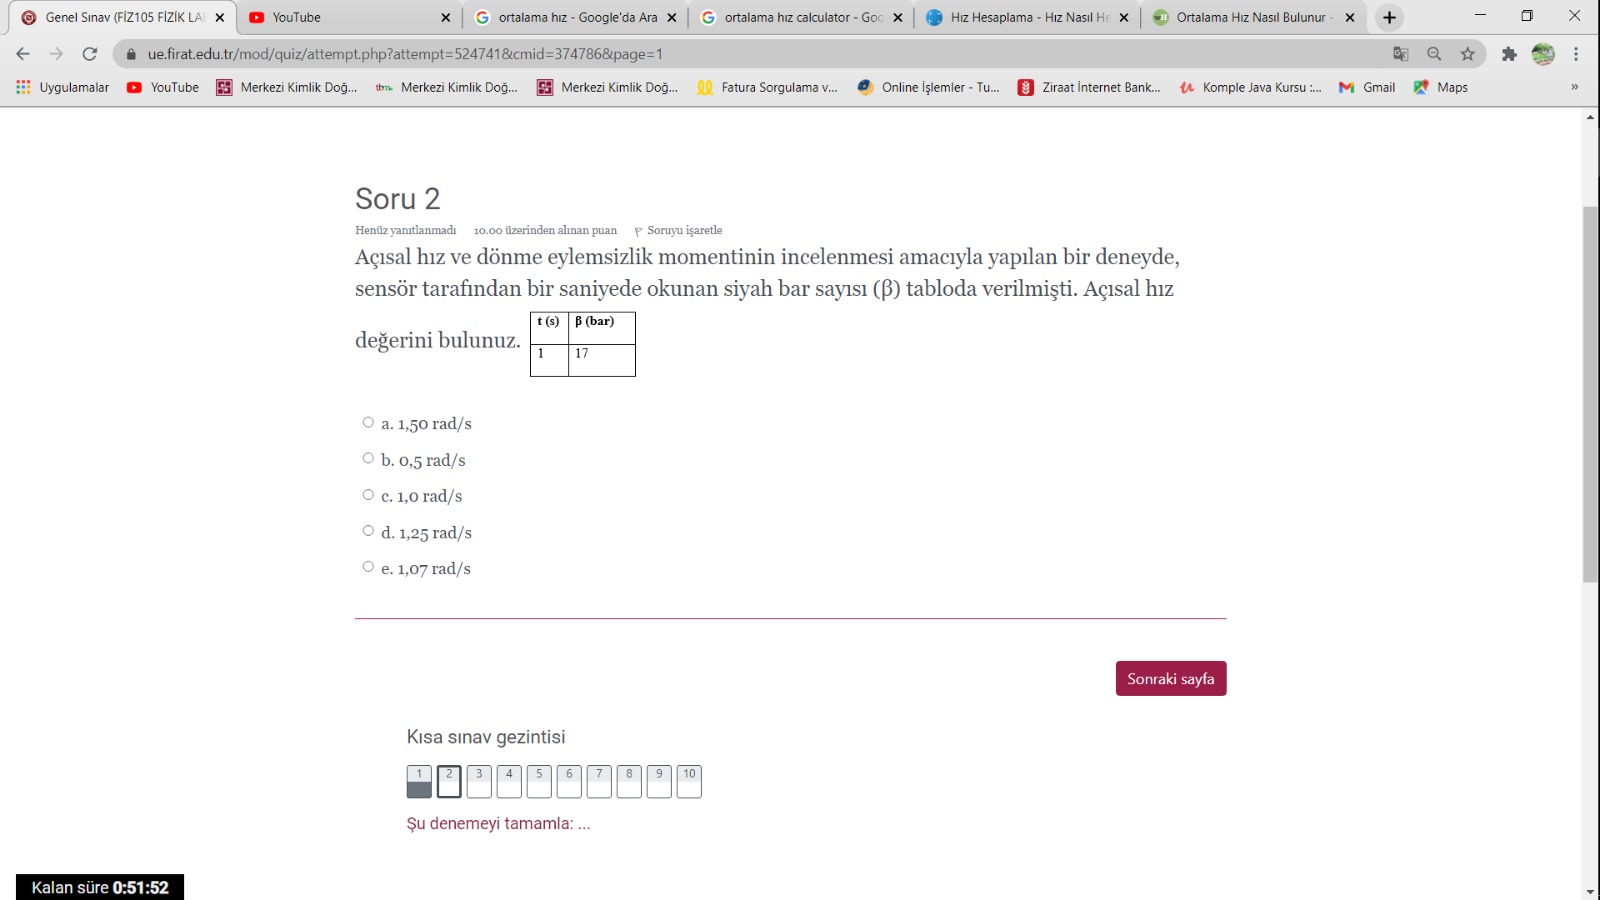 Genel Sınav (FİZ105 FİZİK LA
YouTube
ortalama hız - Google'da Ara
ortalama hız calculator - Goo
Hız Hesaplama - Hız Nasıl He
Ortalama Hız Nasıl Bulunur -
ue.firat.edu.tr/mod/quiz/attempt.php?attempt=524741&cmid=374786&page=1
Uygulamalar
YouTube
Merkezi Kimlik Doğ...
Merkezi Kimlik Doğ...
Merkezi Kimlik Doğ...
Fatura Sorgulama v...
Online İşlemler - Tu...
Ziraat İnternet Bank...
Komple Java Kursu :...
Gmail
Maps
»
Soru 2
Henüz yanıtlanmadı 10.00 üzerinden alınan puan Soruyu işaretle
Açısal hız ve dönme eylemsizlik momentinin incelenmesi amacıyla yapılan bir deneyde,
sensör tarafından bir saniyede okunan siyah bar sayısı (β) tabloda verilmişti. Açısal hız
değerini bulunuz.
t (s) β (bar)
1 17
a. 1,50 rad/s
b. 0,5 rad/s
c. 1,0 rad/s
d. 1,25 rad/s
e. 1,07 rad/s
Sonraki sayfa
Kısa sınav gezintisi
1 2 3 4 5 6 7 8 9 10
Şu denemeyi tamamla: ...
Kalan süre 0:51:52